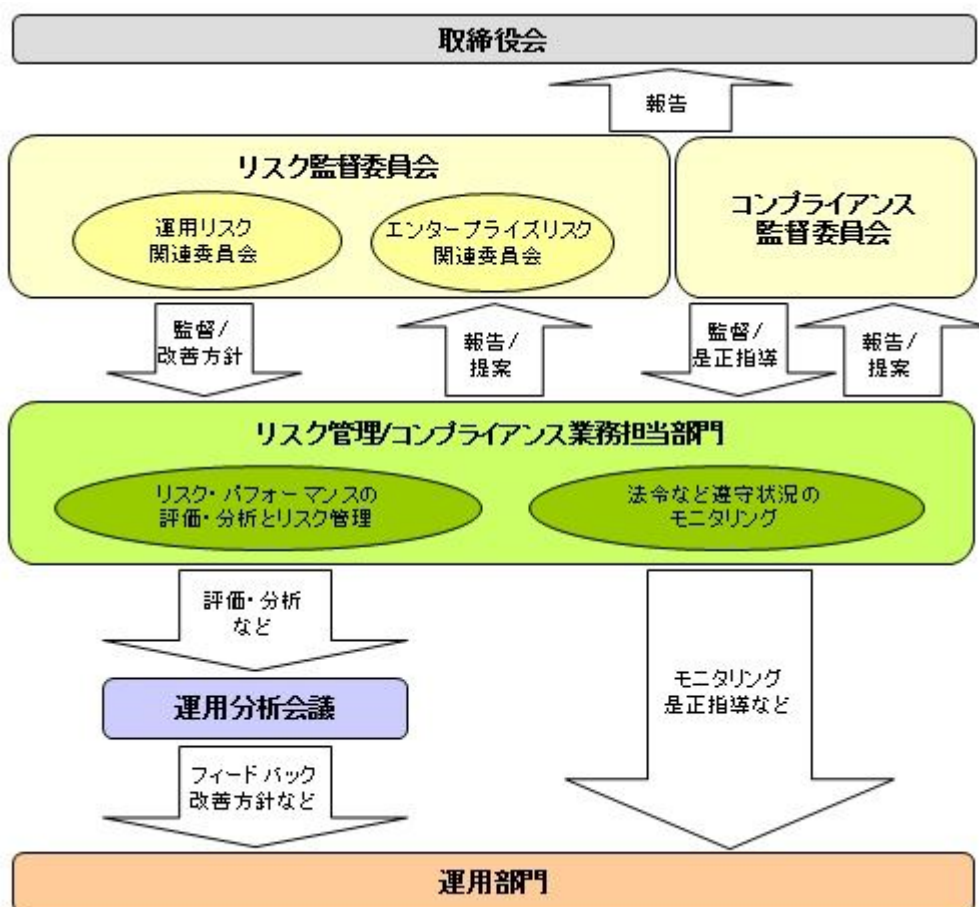 取締役会
報告
リスク監督委員会
運用リスク
関連委員会
エンタープライズリスク
関連委員会
コンプライアンス
監督委員会
監督/
改善方針
報告/
提案
監督/
是正指導
報告/
提案
リスク管理/コンプライアンス業務担当部門
リスク・パフォーマンスの
評価・分析とリスク管理
法令など遵守状況の
モニタリング
評価・分析
など
運用分析会議
モニタリング
是正指導など
フィードバック
改善方針など
運用部門